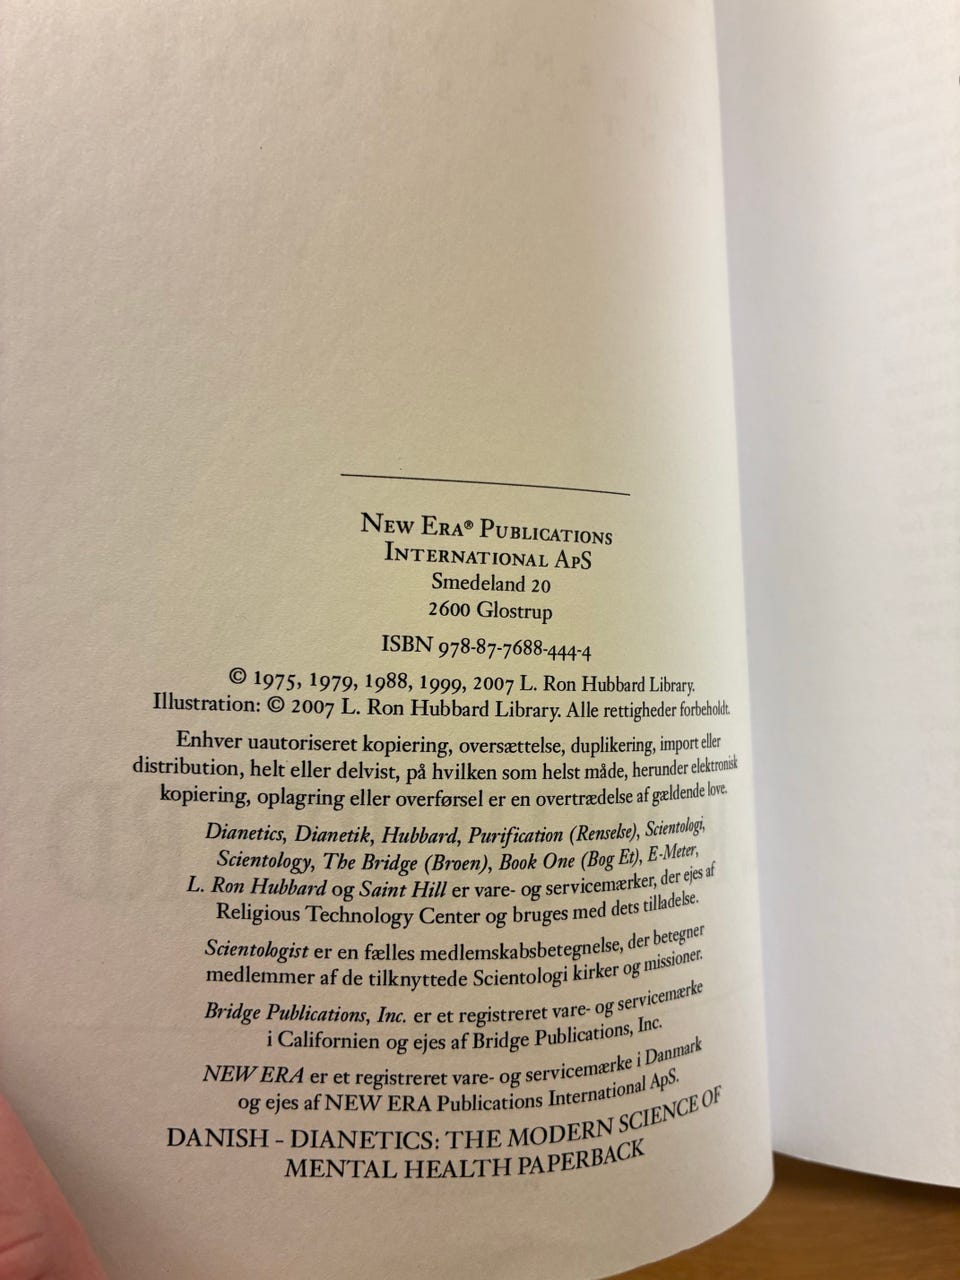 NEW ERA® PUBLICATIONS
INTERNATIONAL APS
Smedeland 20
2600 Glostrup
ISBN 978-87-7688-444-4
© 1975, 1979, 1988, 1999, 2007 L. Ron Hubbard Library.
Illustration: © 2007 L. Ron Hubbard Library. Alle rettigheder forbeholdt.
Enhver uautoriseret kopiering, oversættelse, duplikering, import eller
distribution, helt eller delvist, på hvilken som helst måde, herunder elektronisk
kopiering, oplagring eller overførsel er en overtrædelse af gældende love.
Dianetics, Dianetik, Hubbard, Purification (Renselse), Scientologi,
Scientology, The Bridge (Broen), Book One (Bog Et), E-Meter,
L. Ron Hubbard og Saint Hill er vare- og servicemærker, der ejes af
Religious Technology Center og bruges med dets tilladelse.
Scientologist er en fælles medlemskabsbetegnelse, der betegner
medlemmer af de tilknyttede Scientologi kirker og missioner.
Bridge Publications, Inc. er et registreret vare- og servicemærke
i Californien og ejes af Bridge Publications, Inc.
NEW ERA er et registreret vare- og servicemærke i Danmark
og ejes af NEW ERA Publications International ApS.
DANISH - DIANETICS: THE MODERN SCIENCE OF
MENTAL HEALTH PAPERBACK